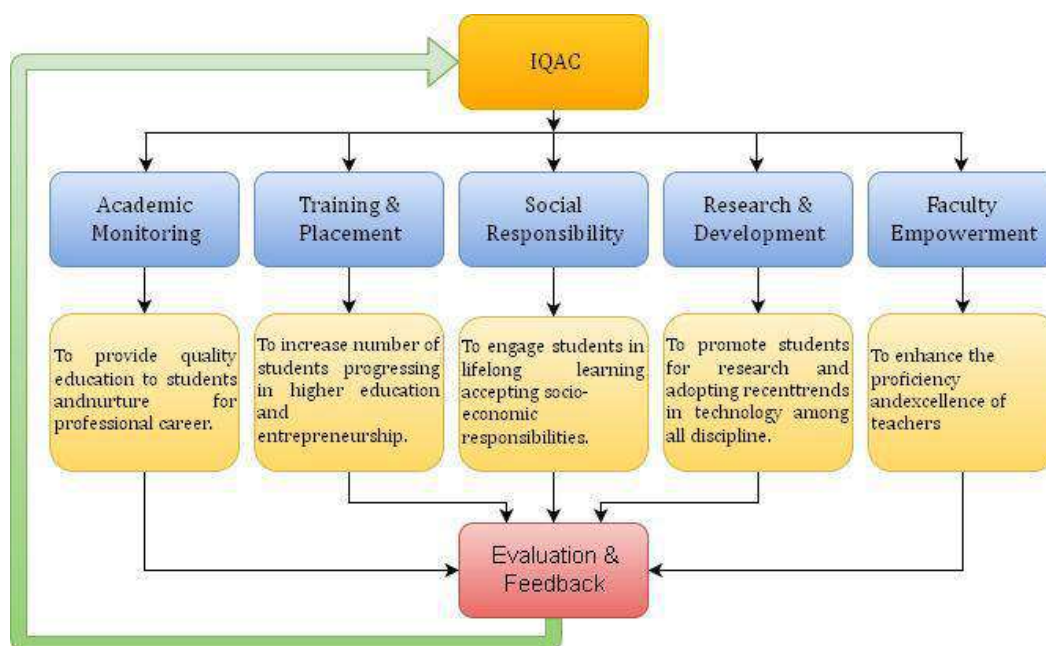 IQAC
Academic
Monitoring
Training &
Placement
Social
Responsibility
Research &
Development
Faculty
Empowerment
To provide quality
education to students
andnurture for
professional career.
To increase number of
students progressing
in higher education
and
entrepreneurship.
To engage students in
lifelong learning
accepting socio-
economic
responsibilities.
To promote students
for research and
adopting recenttrends
in technology among
all discipline.
To enhance the
proficiency
andexcellence of
teachers
Evaluation &
Feedback